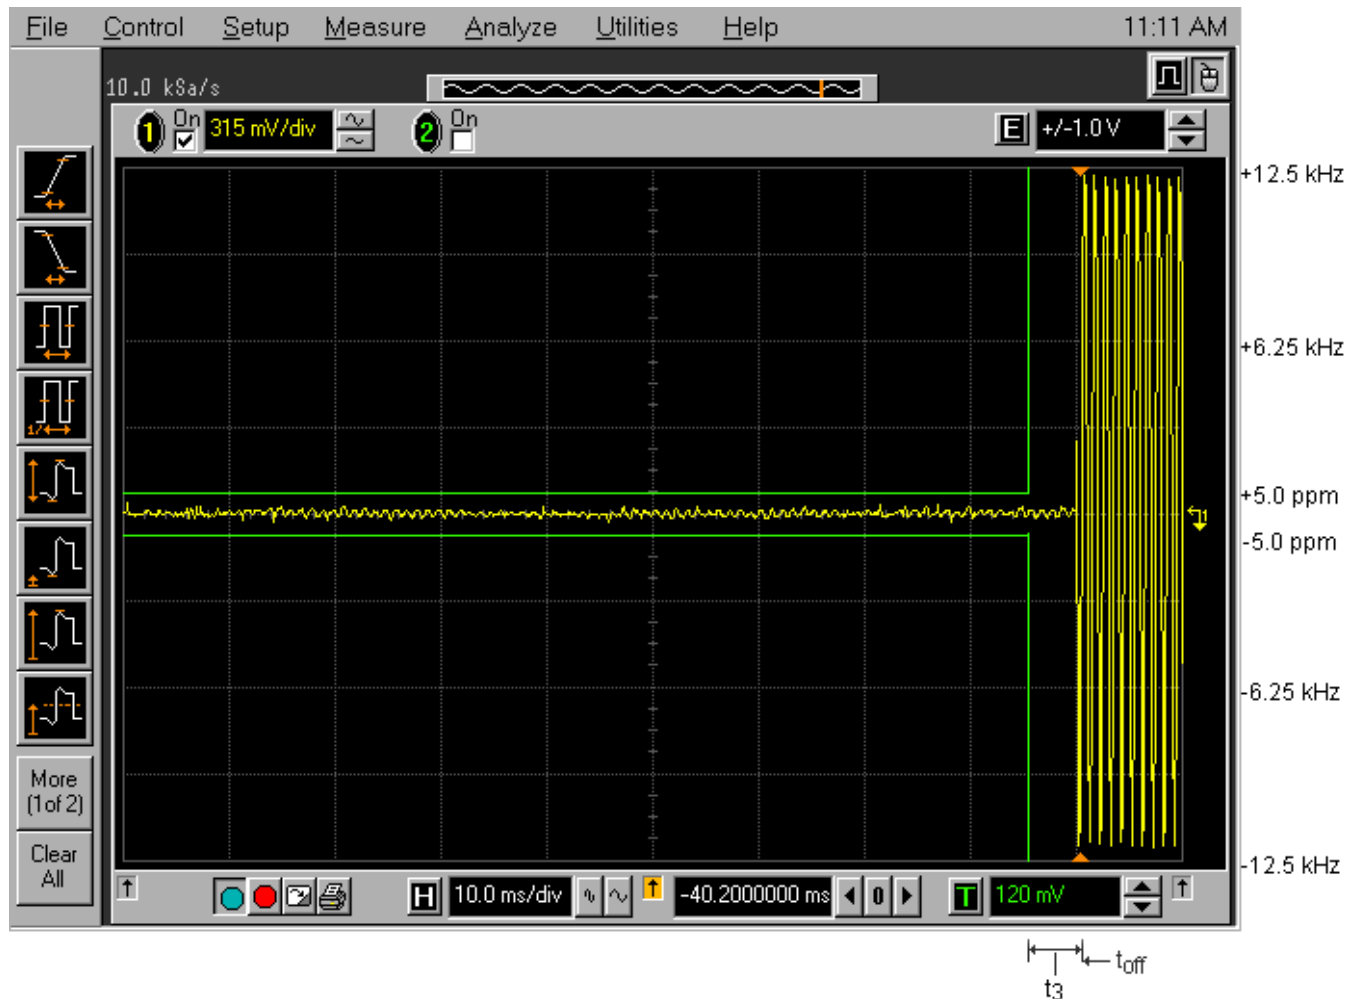 File Control Setup Measure Analyze Utilities Help 11:11 AM
10.0 kSa/s
1 On 315 mV/div 2 On E +/-1.0 V
+12.5 kHz
+6.25 kHz
+5.0 ppm
-5.0 ppm
-6.25 kHz
-12.5 kHz
1/
More
(1of 2)
Clear
All
H 10.0 ms/div -40.2000000 ms 0 T 120 mV
1
toff
t3